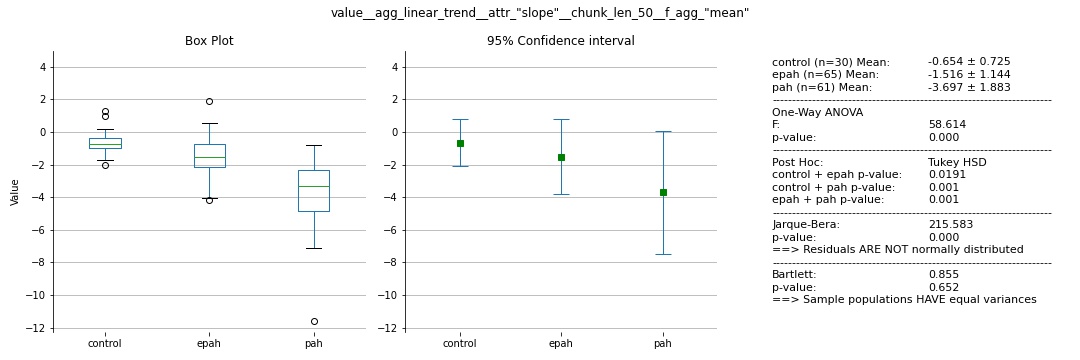 value__agg_linear_trend__attr_"slope"__chunk_len_50__f_agg_"mean"
Box Plot
Value
4
2
0
−2
−4
−6
−8
−10
−12
control epah pah
95% Confidence interval
4
2
0
−2
−4
−6
−8
−10
−12
control epah pah
control (n=30) Mean: -0.654 ± 0.725
epah (n=65) Mean: -1.516 ± 1.144
pah (n=61) Mean: -3.697 ± 1.883
One-Way ANOVA
F: 58.614
p-value: 0.000
Post Hoc: Tukey HSD
control + epah p-value: 0.0191
control + pah p-value: 0.001
epah + pah p-value: 0.001
Jarque-Bera: 215.583
p-value: 0.000
==> Residuals ARE NOT normally distributed
Bartlett: 0.855
p-value: 0.652
==> Sample populations HAVE equal variances